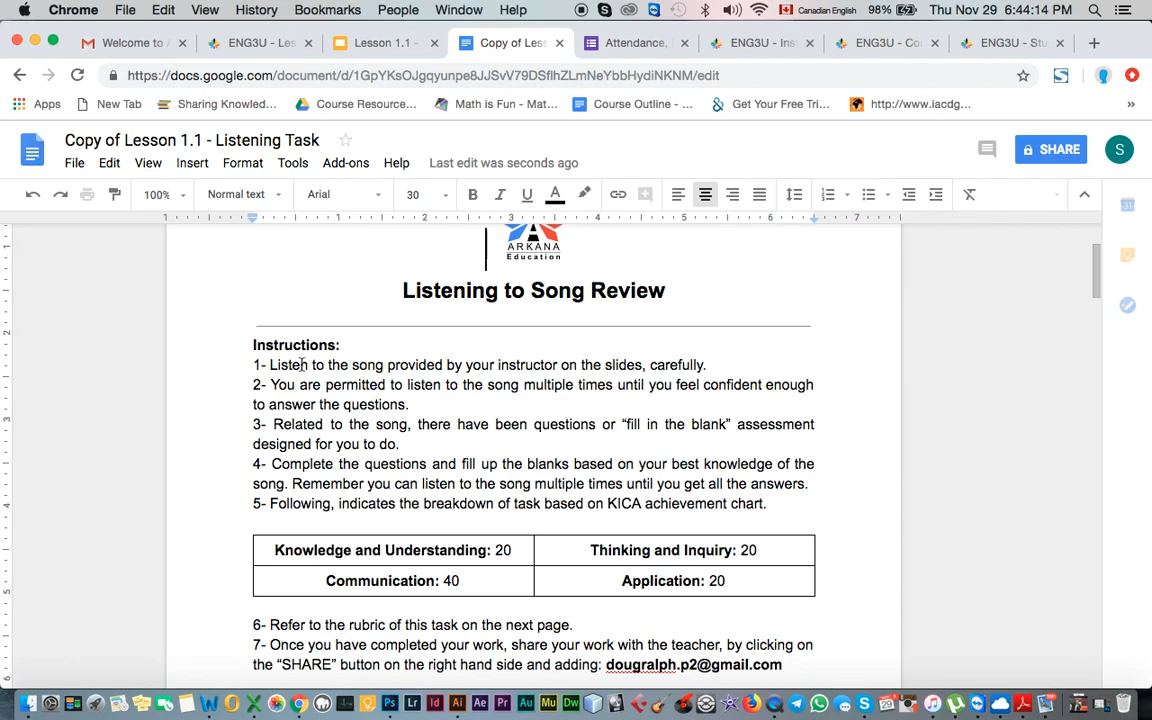 Chrome File Edit View History Bookmarks People Window Help Canadian English 98% Thu Nov 29 6:44:14 PM
Welcome to A ENG3U - Les Lesson 1.1 - Copy of Less Attendance, ENG3U - Ins ENG3U - Cou ENG3U - Stu
https://docs.google.com/document/d/1GpYKsOJgqyunpe8JJSvV79DSflhZLmNeYbbHydiNKNM/edit
Apps New Tab Sharing Knowled... Course Resource... Math is Fun - Mat... Course Outline - ... Get Your Free Tri... http://www.iacdg... »
Copy of Lesson 1.1 - Listening Task
File Edit View Insert Format Tools Add-ons Help Last edit was seconds ago
SHARE S
100% Normal text Arial 30 B I U A
1 1 2 3 4 5 6 7
ARKANA
Education
Listening to Song Review
Instructions:
1- Listen to the song provided by your instructor on the slides, carefully.
2- You are permitted to listen to the song multiple times until you feel confident enough
to answer the questions.
3- Related to the song, there have been questions or “fill in the blank” assessment
designed for you to do.
4- Complete the questions and fill up the blanks based on your best knowledge of the
song. Remember you can listen to the song multiple times until you get all the answers.
5- Following, indicates the breakdown of task based on KICA achievement chart.
Knowledge and Understanding: 20 Thinking and Inquiry: 20
Communication: 40 Application: 20
6- Refer to the rubric of this task on the next page.
7- Once you have completed your work, share your work with the teacher, by clicking on
the “SHARE” button on the right hand side and adding: dougralph.p2@gmail.com